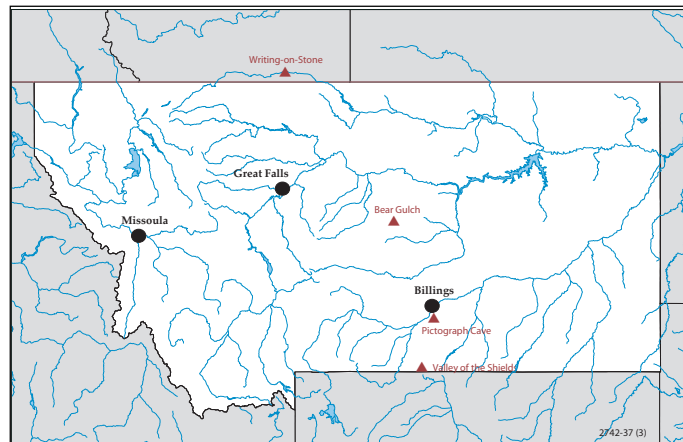 Writing-on-Stone
Great Falls
Bear Gulch
Missoula
Billings
Pictograph Cave
Valley of the Shields
2742-37 (3)